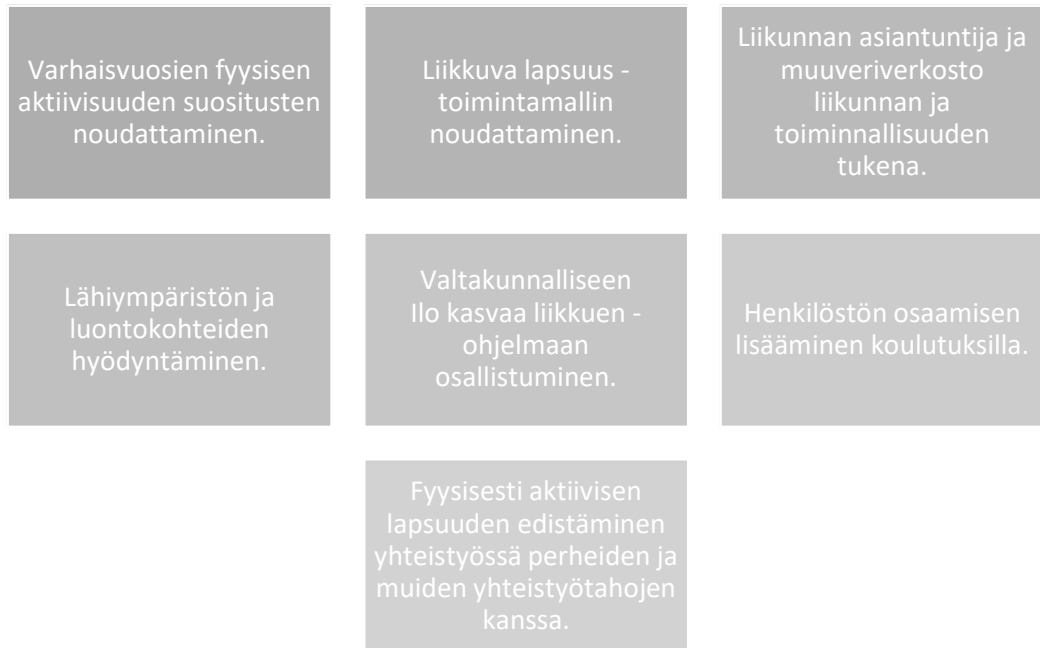 Varhaisvuosien fyysisen
aktiivisuuden suositusten
noudattaminen.
Liikkuva lapsuus -
toimintamallin
noudattaminen.
Liikunnan asiantuntija ja
muuveriverkosto
liikunnan ja
toiminnallisuuden
tukena.
Lähiympäristön ja
luontokohteiden
hyödyntäminen.
Valtakunnalliseen
Ilo kasvaa liikkuen -
ohjelmaan
osallistuminen.
Henkilöstön osaamisen
lisääminen koulutuksilla.
Fyysisesti aktiivisen
lapsuuden edistäminen
yhteistyössä perheiden ja
muiden yhteistyötahojen
kanssa.